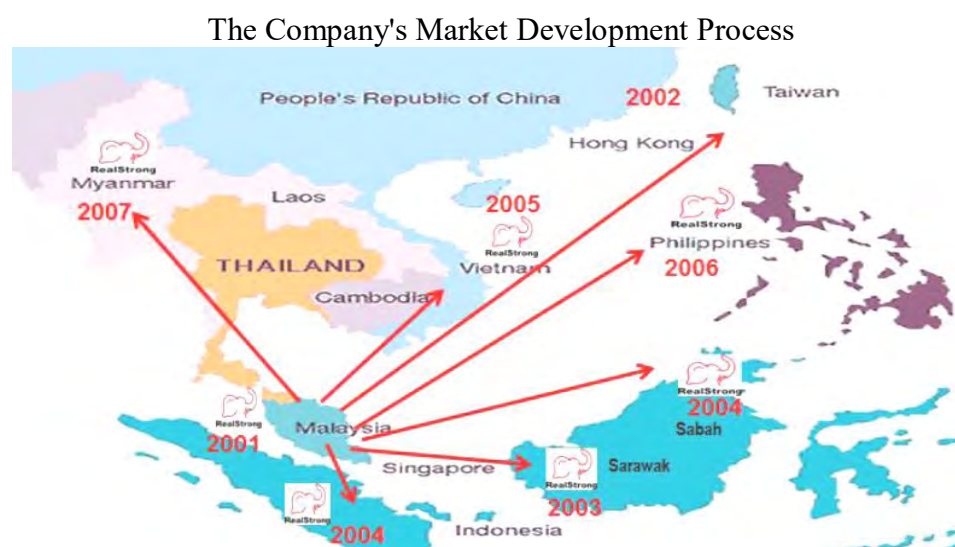 The Company's Market Development Process
People's Republic of China
2002
Taiwan
Hong Kong
RealStrong
Myanmar
2007
Laos
2005
RealStrong
Vietnam
RealStrong
Philippines
2006
THAILAND
Cambodia
RealStrong
2001
Malaysia
RealStrong
2004
Sabah
Singapore
Sarawak
RealStrong
2003
RealStrong
2004
Indonesia